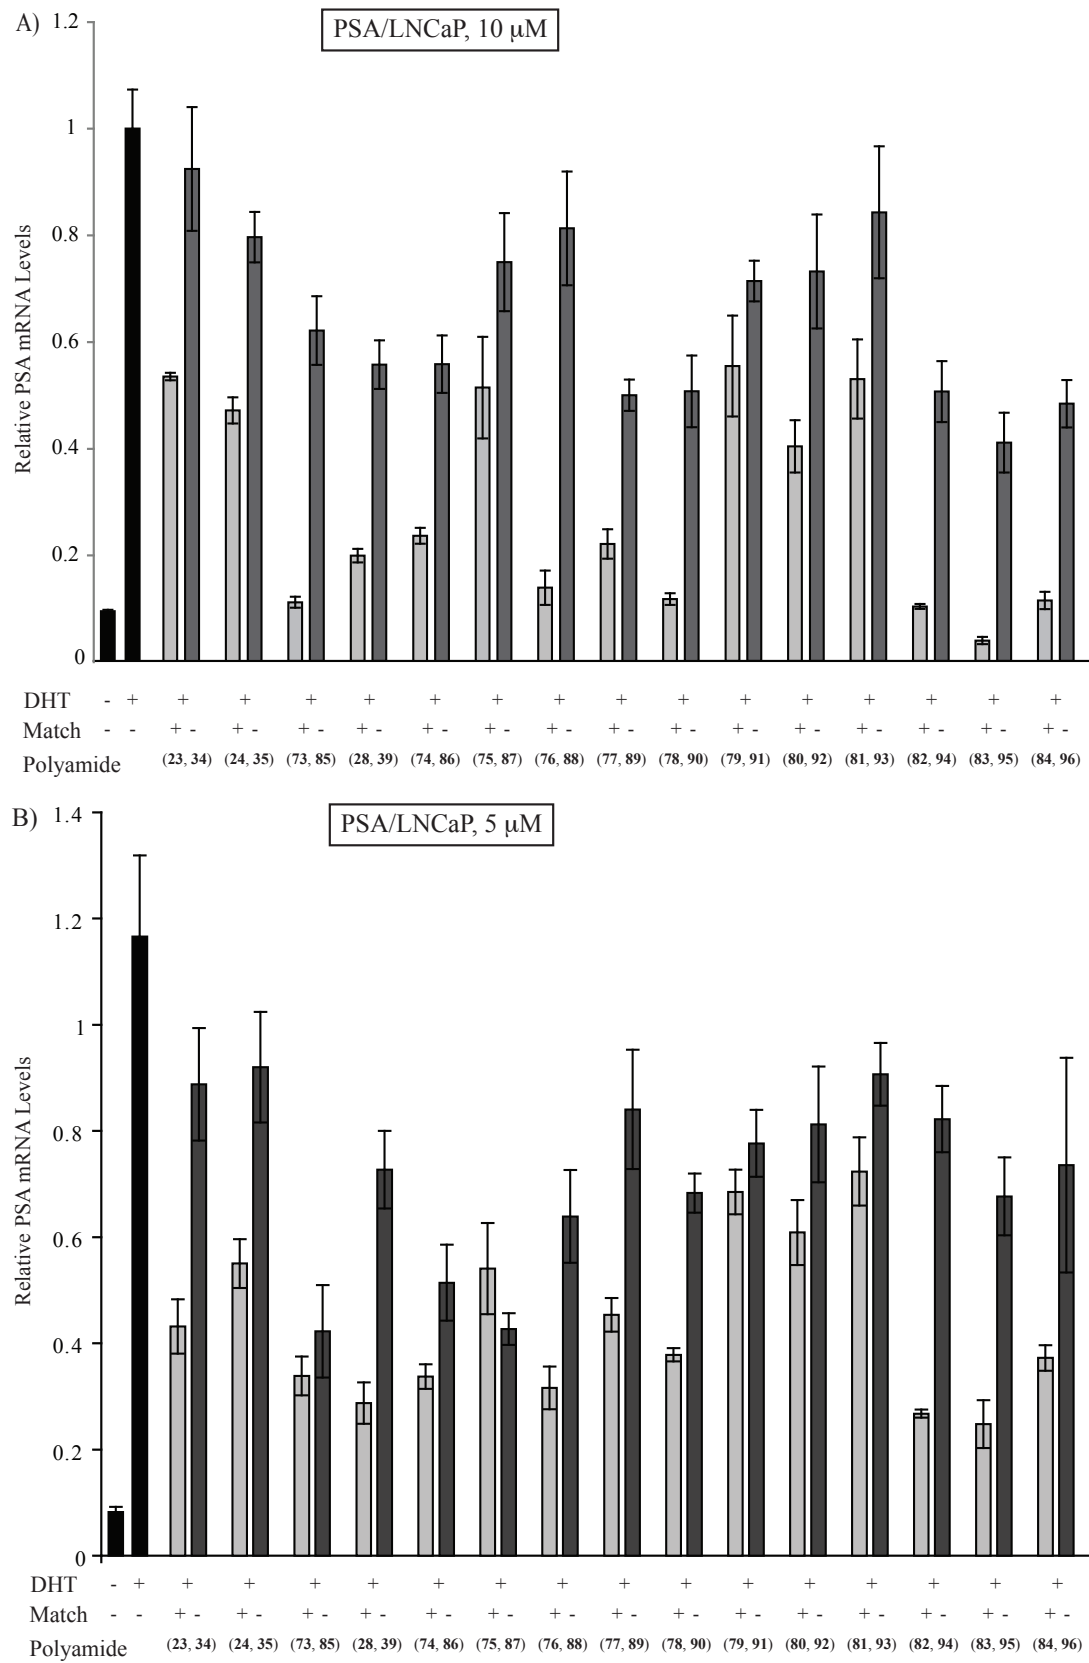 A)
PSA/LNCaP, 10 μM
1.2
1
0.8
0.6
0.4
0.2
0
Relative PSA mRNA Levels
DHT - + + + + + + + + + + + + + + + +
Match - - + - + - + - + - + - + - + - + - + - + - + - + - + - + - + -
Polyamide (23, 34) (24, 35) (73, 85) (28, 39) (74, 86) (75, 87) (76, 88) (77, 89) (78, 90) (79, 91) (80, 92) (81, 93) (82, 94) (83, 95) (84, 96)
B)
PSA/LNCaP, 5 μM
1.4
1.2
1
0.8
0.6
0.4
0.2
0
Relative PSA mRNA Levels
DHT - + + + + + + + + + + + + + + + +
Match - - + - + - + - + - + - + - + - + - + - + - + - + - + - + - + -
Polyamide (23, 34) (24, 35) (73, 85) (28, 39) (74, 86) (75, 87) (76, 88) (77, 89) (78, 90) (79, 91) (80, 92) (81, 93) (82, 94) (83, 95) (84, 96)